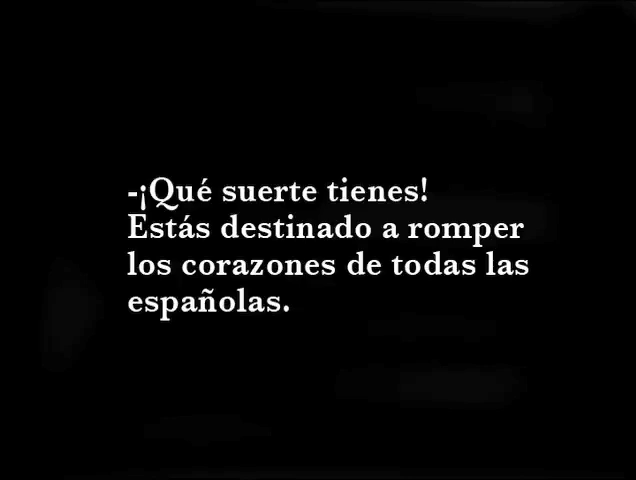 -¡Qué suerte tienes!
Estás destinado a romper
los corazones de todas las
españolas.